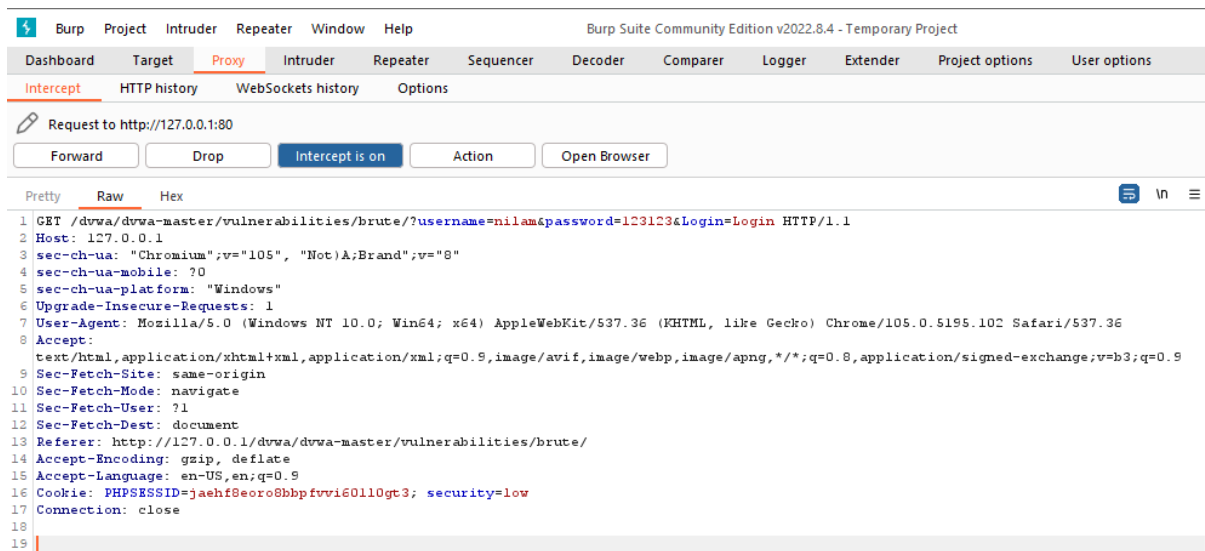 Burp Project Intruder Repeater Window Help Burp Suite Community Edition v2022.8.4 - Temporary Project
Dashboard Target Proxy Intruder Repeater Sequencer Decoder Comparer Logger Extender Project options User options
Intercept HTTP history WebSockets history Options
Request to http://127.0.0.1:80
Forward Drop Intercept is on Action Open Browser
Pretty Raw Hex \n
1 GET /dvwa/dvwa-master/vulnerabilities/brute/?username=nilam&password=123123&Login=Login HTTP/1.1
2 Host: 127.0.0.1
3 sec-ch-ua: "Chromium";v="105", "Not)A;Brand";v="8"
4 sec-ch-ua-mobile: ?0
5 sec-ch-ua-platform: "Windows"
6 Upgrade-Insecure-Requests: 1
7 User-Agent: Mozilla/5.0 (Windows NT 10.0; Win64; x64) AppleWebKit/537.36 (KHTML, like Gecko) Chrome/105.0.5195.102 Safari/537.36
8 Accept:
text/html,application/xhtml+xml,application/xml;q=0.9,image/avif,image/webp,image/apng,*/*;q=0.8,application/signed-exchange;v=b3;q=0.9
9 Sec-Fetch-Site: same-origin
10 Sec-Fetch-Mode: navigate
11 Sec-Fetch-User: ?1
12 Sec-Fetch-Dest: document
13 Referer: http://127.0.0.1/dvwa/dvwa-master/vulnerabilities/brute/
14 Accept-Encoding: gzip, deflate
15 Accept-Language: en-US,en;q=0.9
16 Cookie: PHPSESSID=jaehf8eoro8bbpfvvi60110gt3; security=low
17 Connection: close
18
19